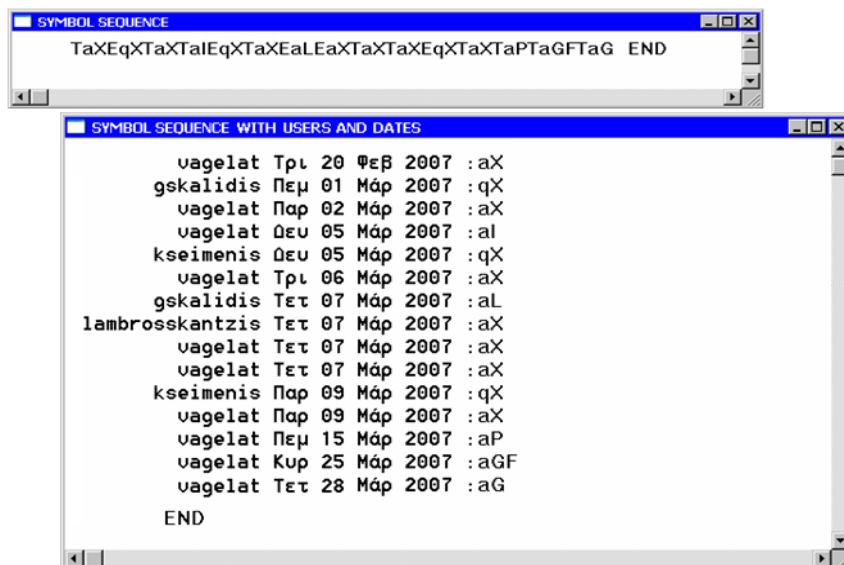 SYMBOL SEQUENCE
TaXEqXTaXTaIEqXTaXEaLEaXTaXTaXEqXTaXTaPTaGFTaG END
SYMBOL SEQUENCE WITH USERS AND DATES
vagelat Τρι 20 Φεβ 2007 :aX
gskalidis Πεμ 01 Μάρ 2007 :qX
vagelat Παρ 02 Μάρ 2007 :aX
vagelat Δευ 05 Μάρ 2007 :aI
kseimenis Δευ 05 Μάρ 2007 :qX
vagelat Τρι 06 Μάρ 2007 :aX
gskalidis Τετ 07 Μάρ 2007 :aL
lambrosskantzis Τετ 07 Μάρ 2007 :aX
vagelat Τετ 07 Μάρ 2007 :aX
vagelat Τετ 07 Μάρ 2007 :aX
kseimenis Παρ 09 Μάρ 2007 :qX
vagelat Παρ 09 Μάρ 2007 :aX
vagelat Πεμ 15 Μάρ 2007 :aP
vagelat Κυρ 25 Μάρ 2007 :aGF
vagelat Τετ 28 Μάρ 2007 :aG
END